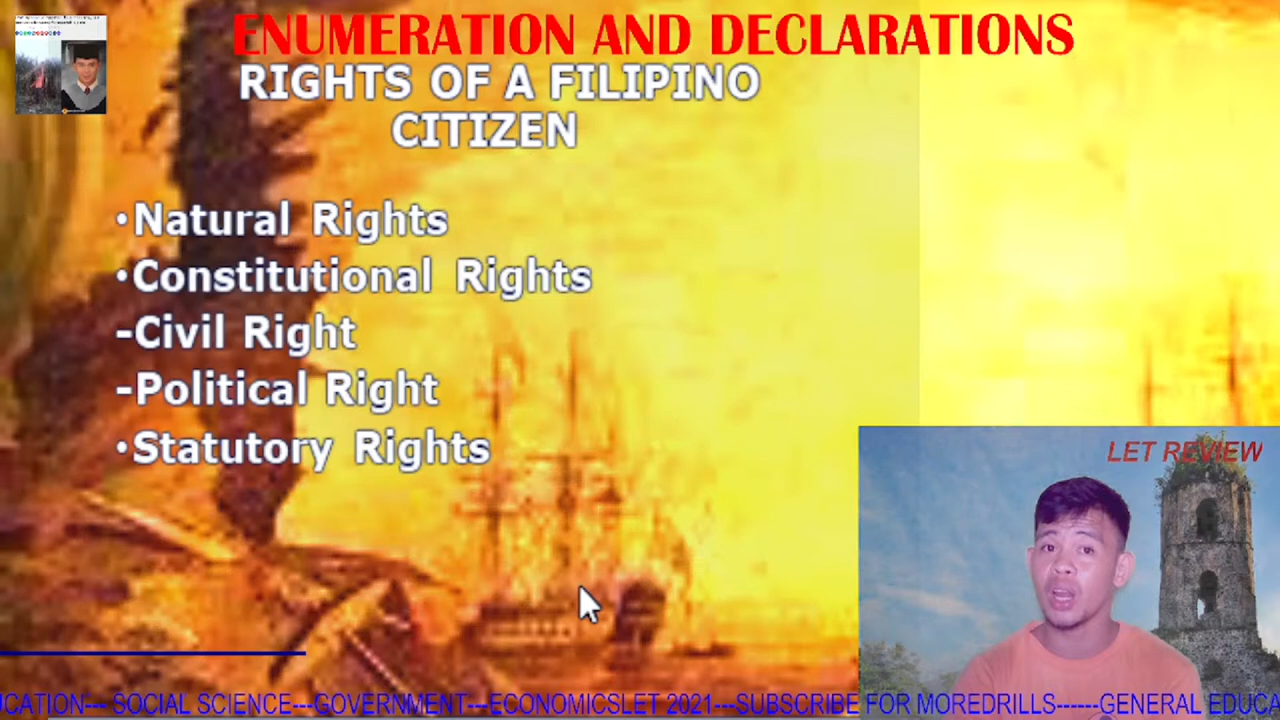 ENUMERATION AND DECLARATIONS
RIGHTS OF A FILIPINO
CITIZEN
•Natural Rights
•Constitutional Rights
-Civil Right
-Political Right
•Statutory Rights
LET REVIEW
UCATION--- SOCIAL SCIENCE---GOVERNMENT---ECONOMICSLET 2021---SUBSCRIBE FOR MOREDRILLS------GENERAL EDUCA